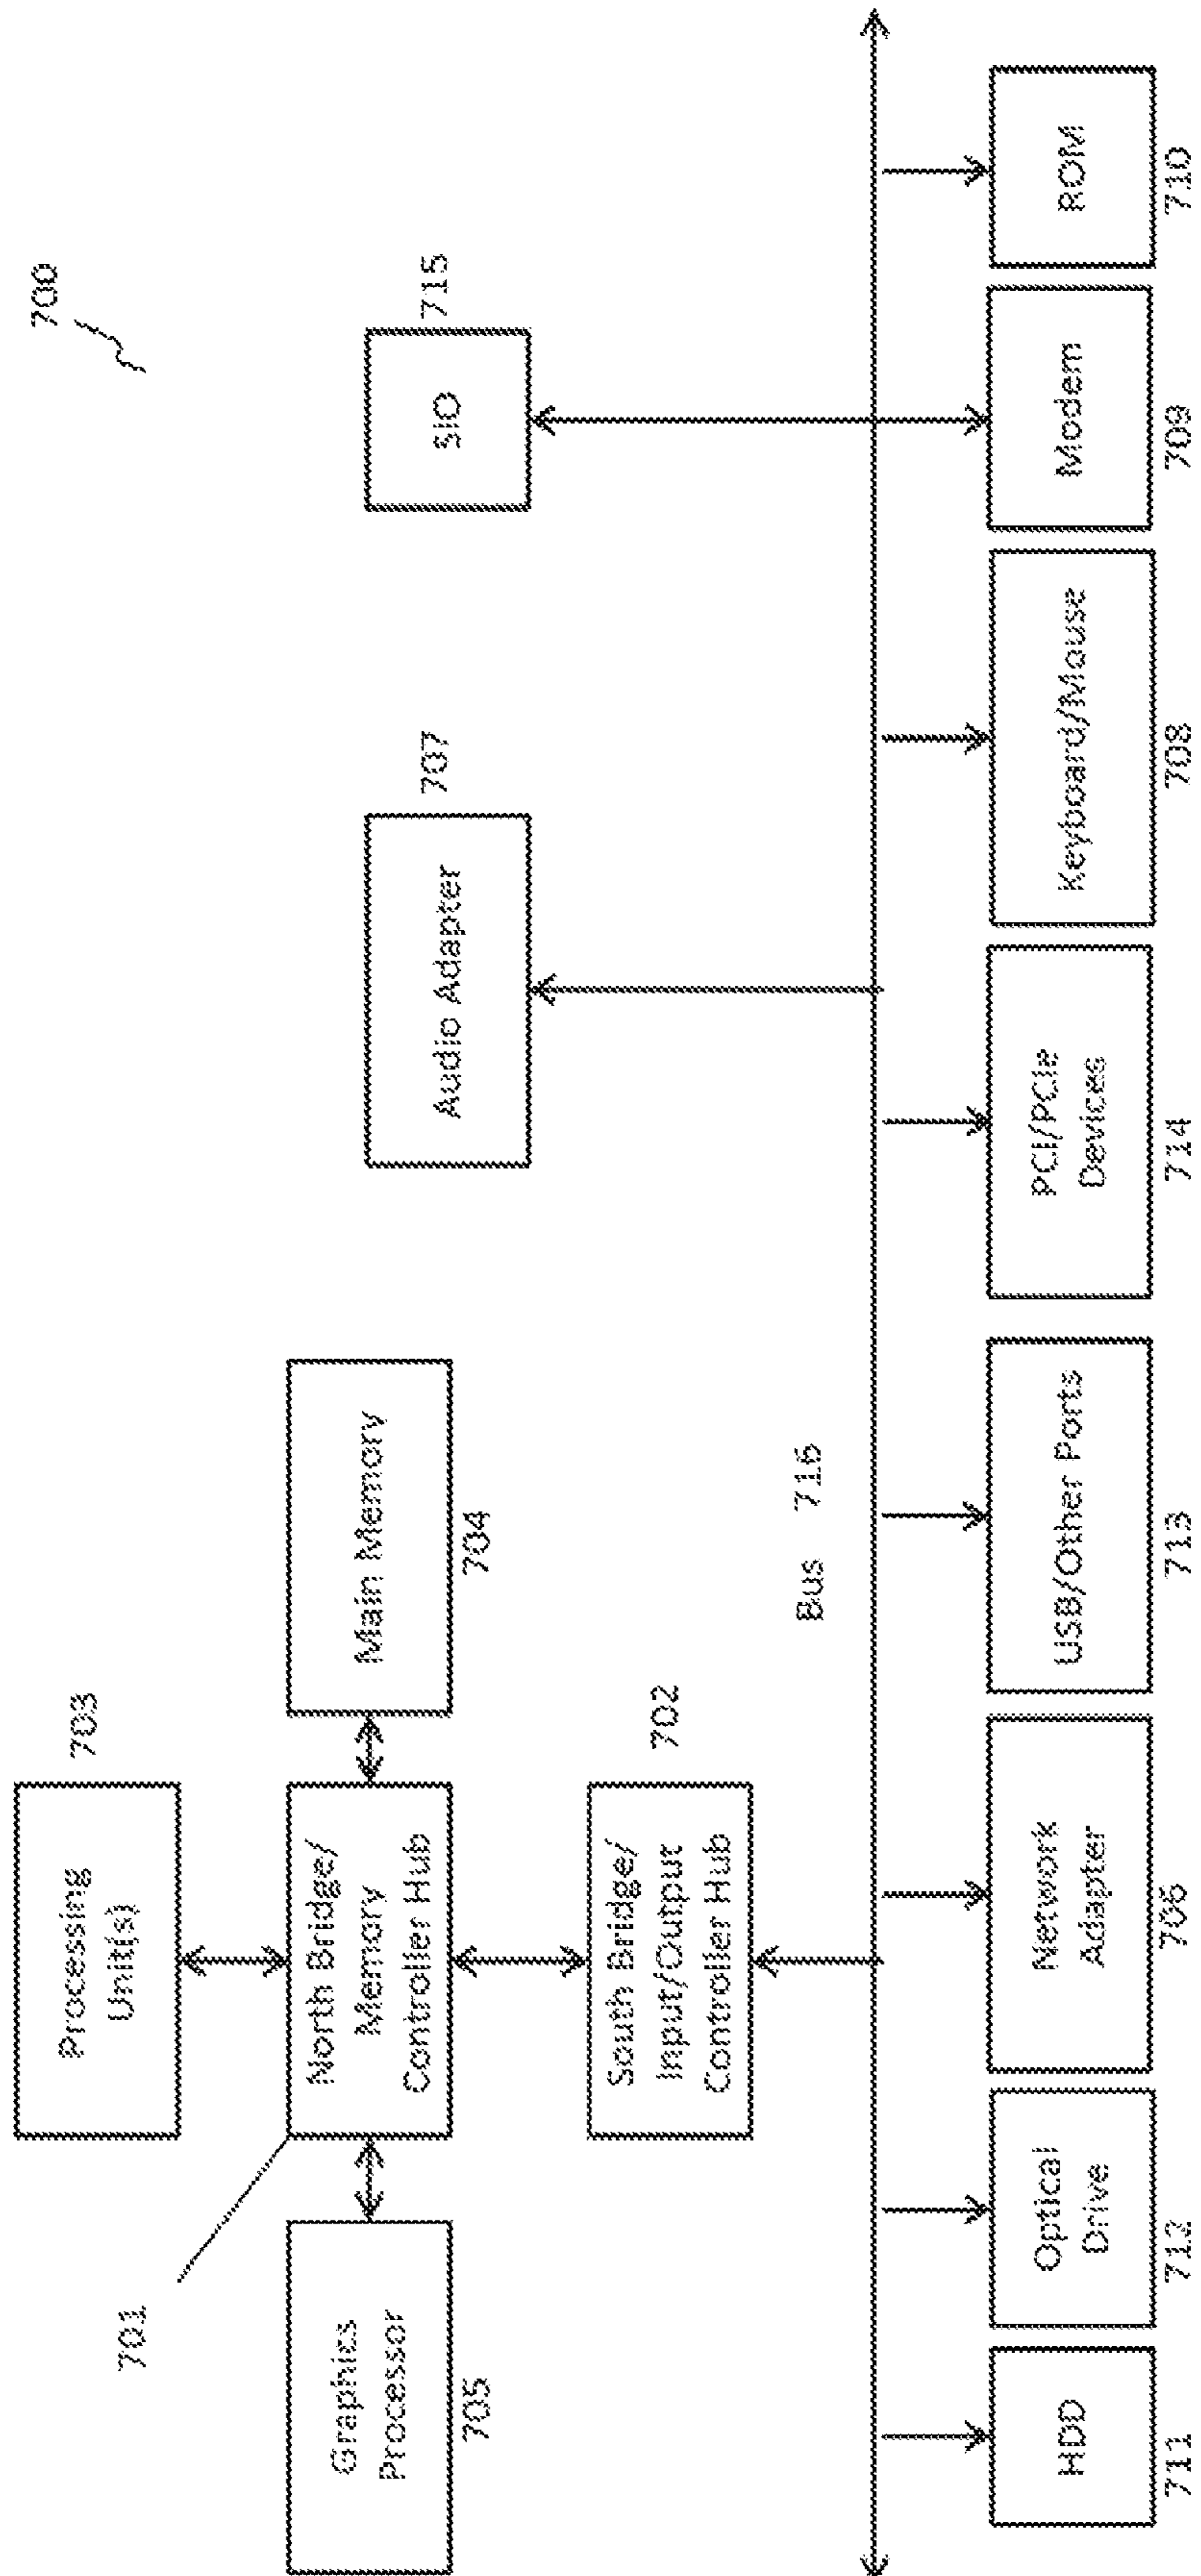 700
Processing
Unit(s)
703
701
Graphics
Processor
705
North Bridge/
Memory
Controller Hub
Main Memory
704
Audio Adapter
707
SIO
715
South Bridge/
Input/Output
Controller Hub
702
Bus 716
HDD
711
Optical
Drive
712
Network
Adapter
706
USB/Other Ports
713
PCI/PCIe
Devices
714
Keyboard/Mouse
708
Modem
709
ROM
710